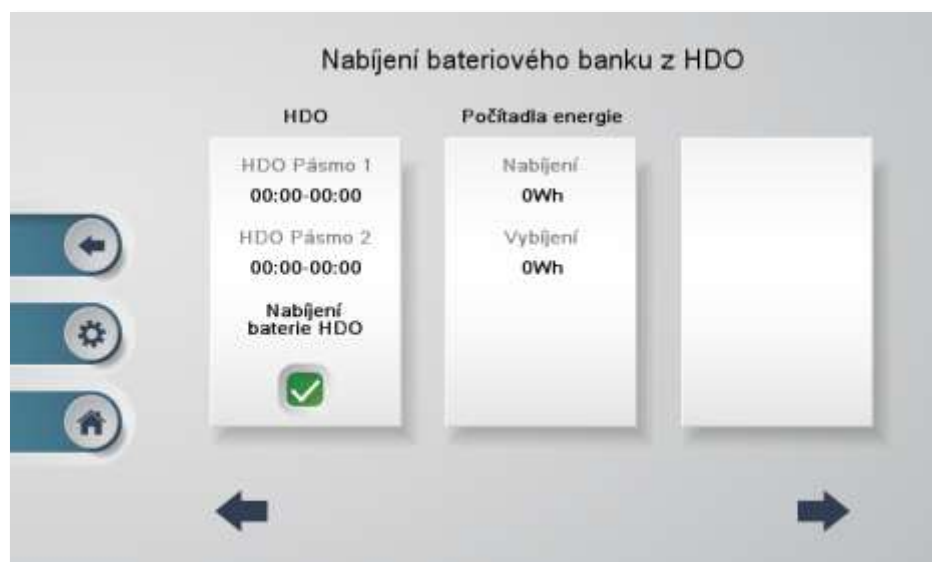 Nabíjení bateriového banku z HDO
HDO
HDO Pásmo 1
00:00-00:00
HDO Pásmo 2
00:00-00:00
Nabíjení
baterie HDO
Počítadla energie
Nabíjení
0Wh
Vybíjení
0Wh